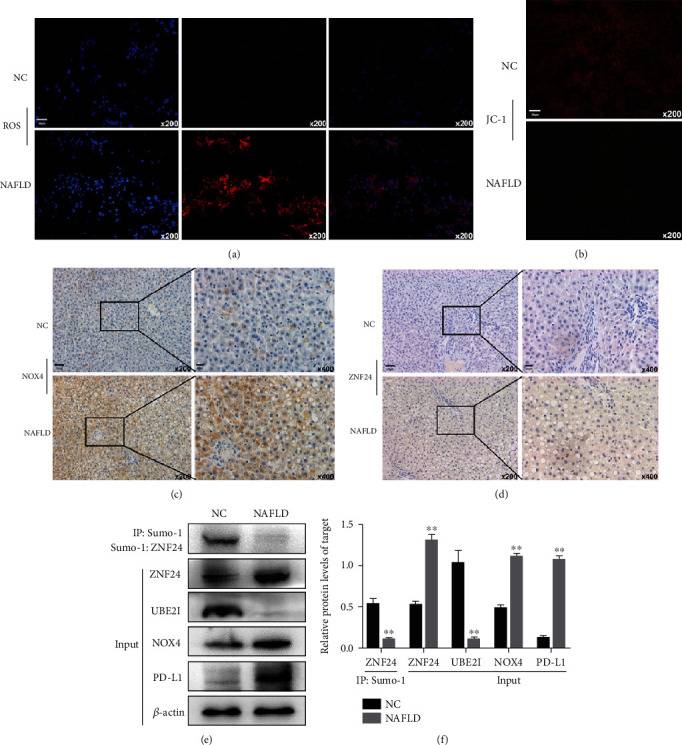 NC
ROS
NAFLD
x200
x200
x200
x200
x200
x200
(a)
NC
JC-1
NAFLD
x200
x200
(b)
NC
NOX4
NAFLD
x200
x400
x200
x400
(c)
NC
ZNF24
NAFLD
x200
x400
x200
x400
(d)
NC NAFLD
IP: Sumo-1
Sumo-1: ZNF24
ZNF24
UBE2I
Input
NOX4
PD-L1
β-actin
(e)
Relative protein levels of target
1.5
1.0
0.5
0.0
** ** ** ** **
ZNF24 ZNF24 UBE2I NOX4 PD-L1
IP: Sumo-1 Input
NC
NAFLD
(f)